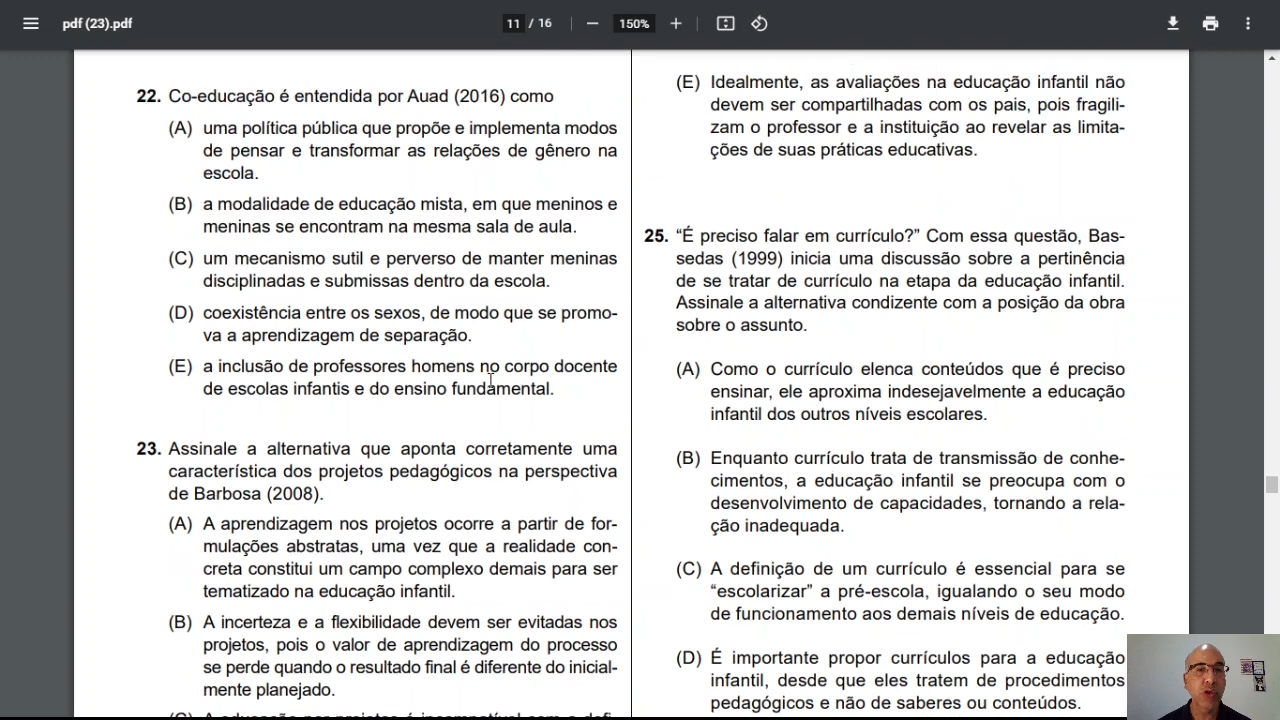 pdf (23).pdf
11 / 16
150%
22. Co-educação é entendida por Auad (2016) como
(A) uma política pública que propõe e implementa modos
de pensar e transformar as relações de gênero na
escola.
(B) a modalidade de educação mista, em que meninos e
meninas se encontram na mesma sala de aula.
(C) um mecanismo sutil e perverso de manter meninas
disciplinadas e submissas dentro da escola.
(D) coexistência entre os sexos, de modo que se promo-
va a aprendizagem de separação.
(E) a inclusão de professores homens no corpo docente
de escolas infantis e do ensino fundamental.
23. Assinale a alternativa que aponta corretamente uma
característica dos projetos pedagógicos na perspectiva
de Barbosa (2008).
(A) A aprendizagem nos projetos ocorre a partir de for-
mulações abstratas, uma vez que a realidade con-
creta constitui um campo complexo demais para ser
tematizado na educação infantil.
(B) A incerteza e a flexibilidade devem ser evitadas nos
projetos, pois o valor de aprendizagem do processo
se perde quando o resultado final é diferente do inicial-
mente planejado.
(C) A educação por projetos é incompatível com a defi-
(E) Idealmente, as avaliações na educação infantil não
devem ser compartilhadas com os pais, pois fragili-
zam o professor e a instituição ao revelar as limita-
ções de suas práticas educativas.
25. “É preciso falar em currículo?” Com essa questão, Bas-
sedas (1999) inicia uma discussão sobre a pertinência
de se tratar de currículo na etapa da educação infantil.
Assinale a alternativa condizente com a posição da obra
sobre o assunto.
(A) Como o currículo elenca conteúdos que é preciso
ensinar, ele aproxima indesejavelmente a educação
infantil dos outros níveis escolares.
(B) Enquanto currículo trata de transmissão de conhe-
cimentos, a educação infantil se preocupa com o
desenvolvimento de capacidades, tornando a rela-
ção inadequada.
(C) A definição de um currículo é essencial para se
“escolarizar” a pré-escola, igualando o seu modo
de funcionamento aos demais níveis de educação.
(D) É importante propor currículos para a educação
infantil, desde que eles tratem de procedimentos
pedagógicos e não de saberes ou conteúdos.